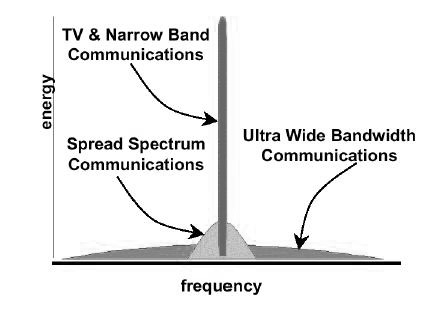 TV & Narrow Band
Communications
energy
Spread Spectrum
Communications
Ultra Wide Bandwidth
Communications
frequency